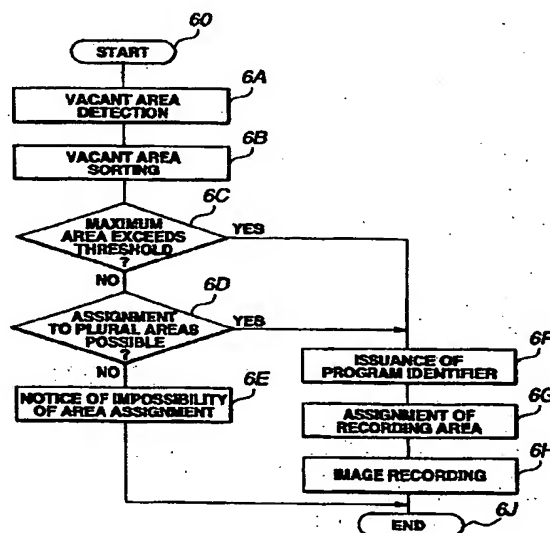 START
60
VACANT AREA
DETECTION
6A
VACANT AREA
SORTING
6B
MAXIMUM
AREA EXCEEDS
THRESHOLD
?
6C
YES
NO
ASSIGNMENT
TO PLURAL AREAS
POSSIBLE
?
6D
YES
NO
NOTICE OF IMPOSSIBILITY
OF AREA ASSIGNMENT
6E
ISSUANCE OF
PROGRAM IDENTIFIER
6F
ASSIGNMENT OF
RECORDING AREA
6G
IMAGE RECORDING
6H
END
6J